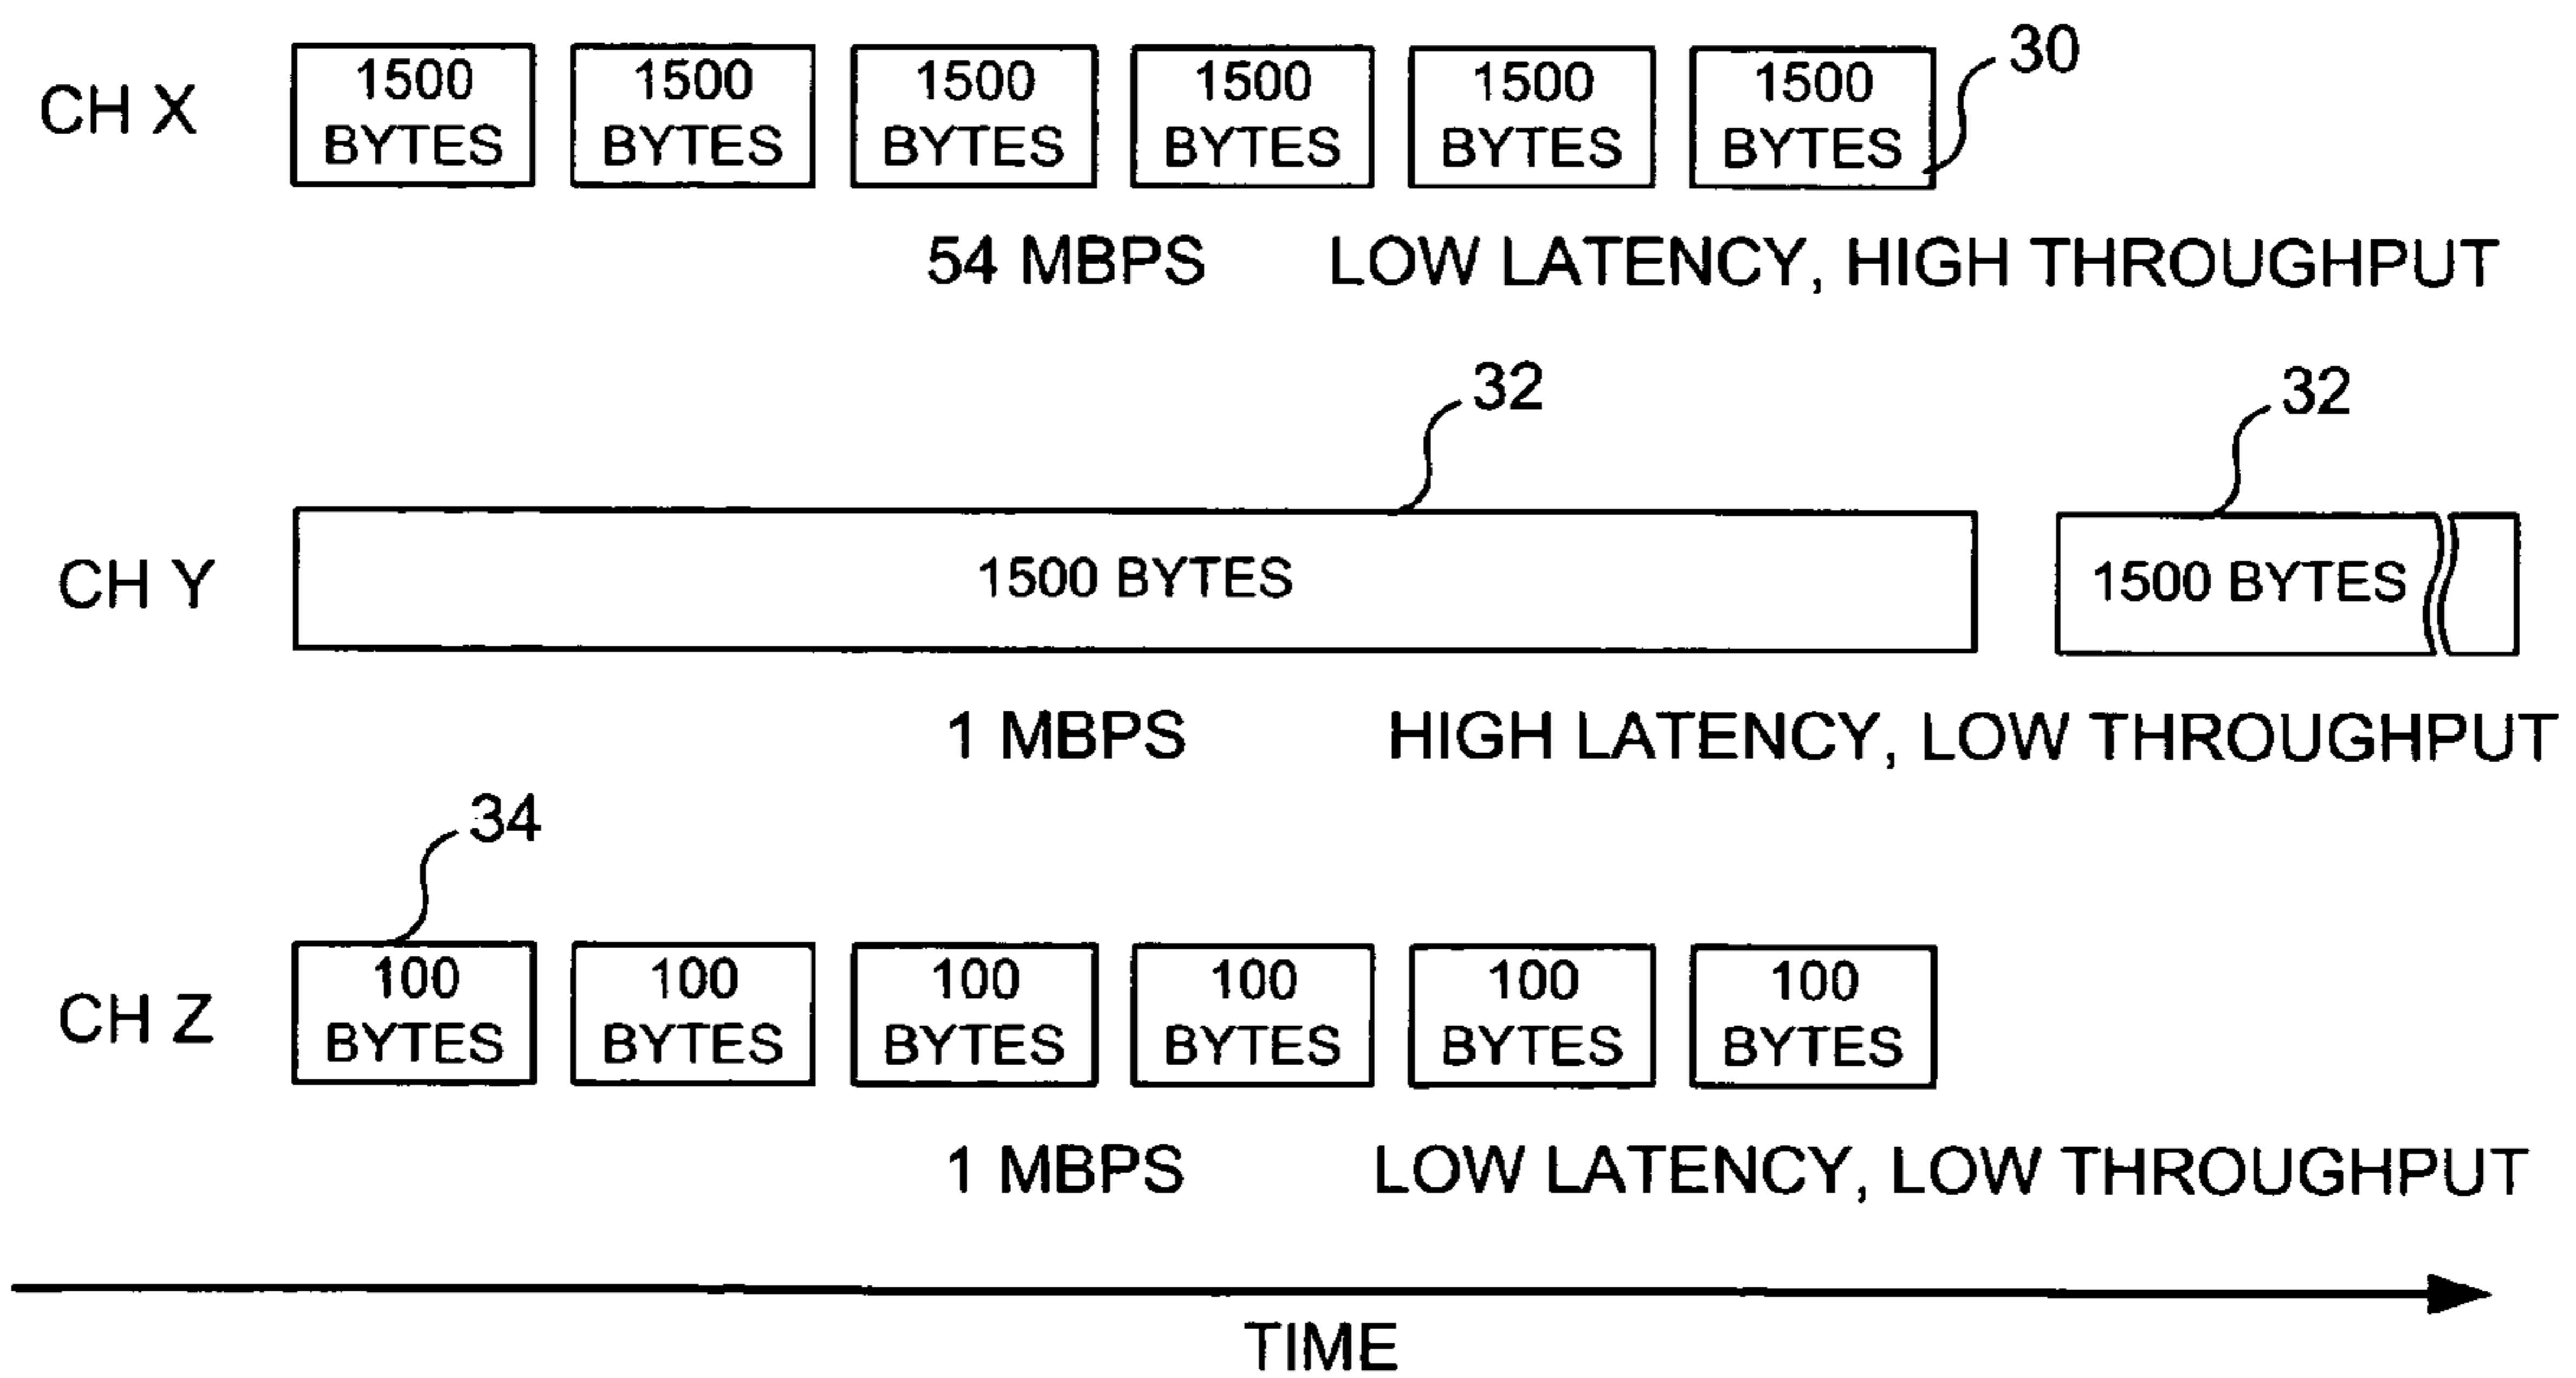 CH X
1500 BYTES
1500 BYTES
1500 BYTES
1500 BYTES
1500 BYTES
1500 BYTES
30
54 MBPS
LOW LATENCY, HIGH THROUGHPUT
32
32
CH Y
1500 BYTES
1500 BYTES
1 MBPS
HIGH LATENCY, LOW THROUGHPUT
34
CH Z
100
BYTES
100
BYTES
100
BYTES
100
BYTES
100
BYTES
100
BYTES
1 MBPS
LOW LATENCY, LOW THROUGHPUT
TIME